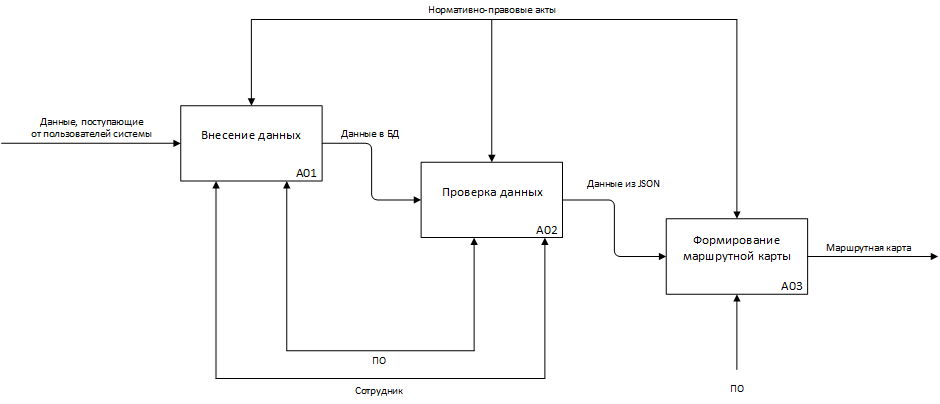 Нормативно-правовые акты
Данные, поступающие
от пользователей системы
Внесение данных
A01
Данные в БД
Проверка данных
A02
Данные из JSON
Формирование
маршрутной карты
A03
Маршрутная карта
ПО
Сотрудник
ПО